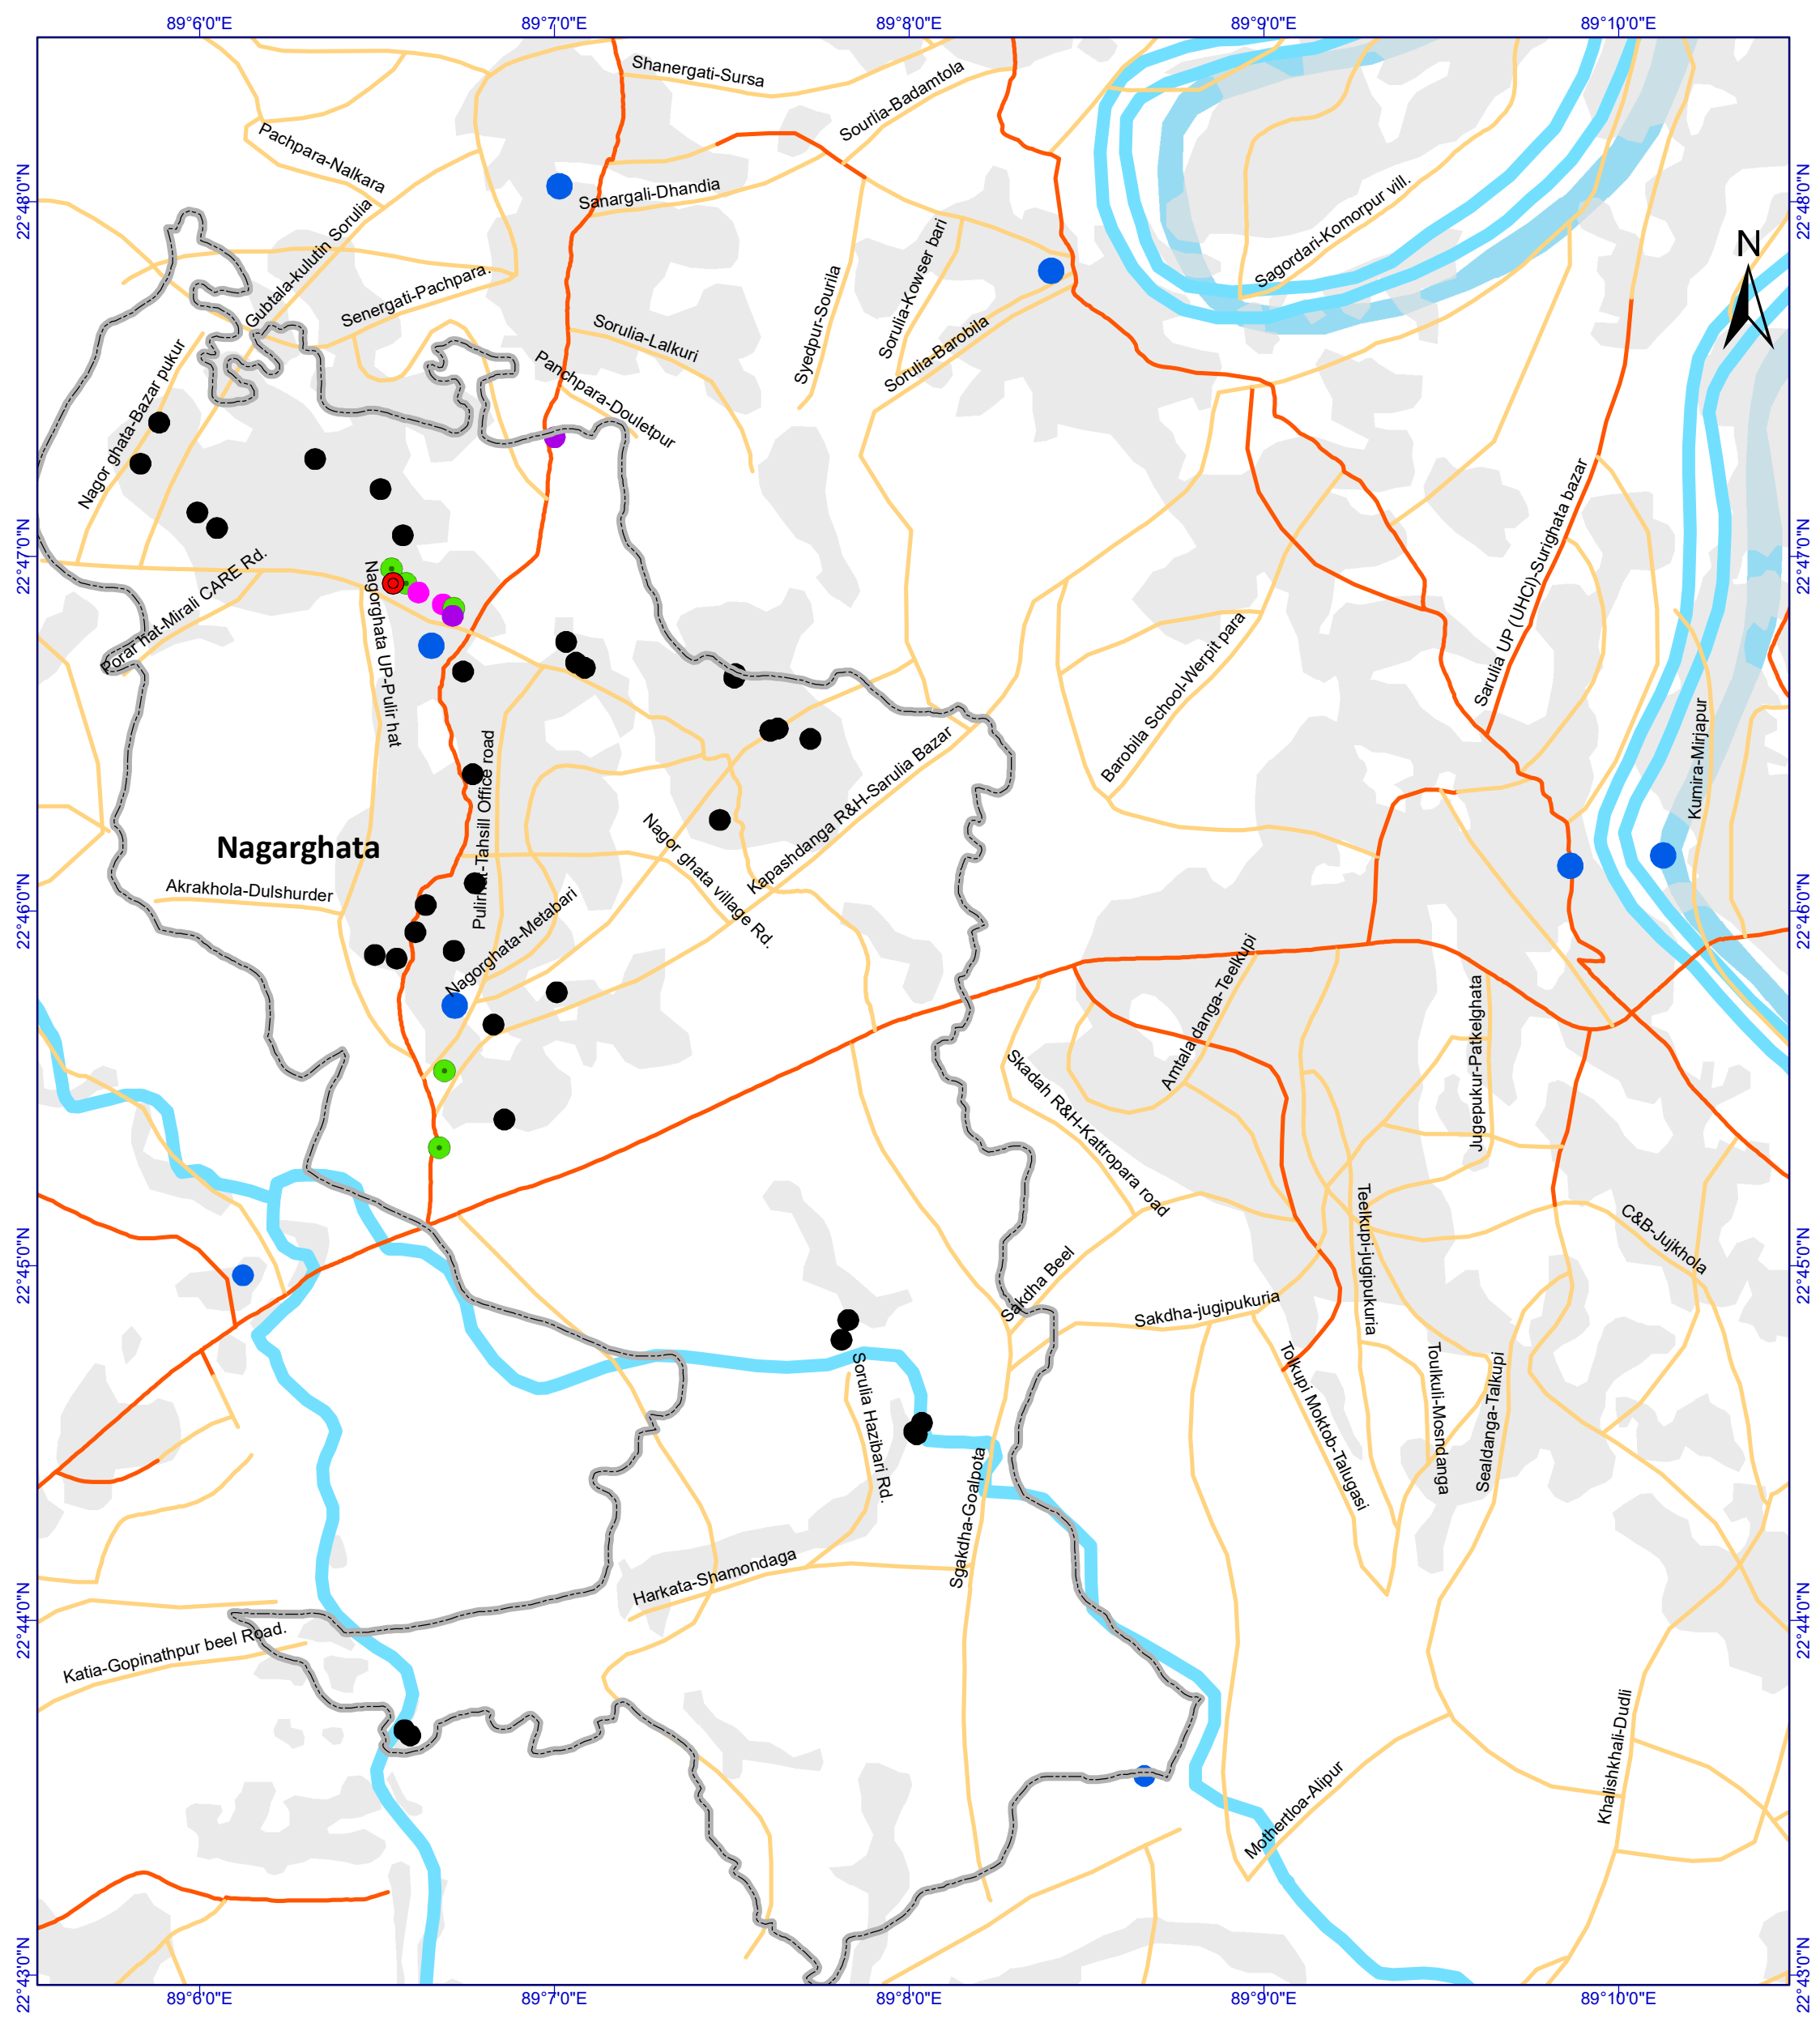 89°6'0"E
89°7'0"E
89°8'0"E
89°9'0"E
89°10'0"E
Shanergati-Sursa
Sourlia-Badamtola
Pachpara-Nalkara
Sanargali-Dhandia
22°48'0"N
22°48'0"N
Sagordari-Komorpur vill.
Gubtala-kulutin Sorulia
Sorulia-Kowser bari
N
Senergati-Pachpara.
Syedpur-Sourila
Sorulia-Lalkuri
Sorulia-Barobila
Nagor ghata-Bazar pukur
Panchpara-Douletpur
22°47'0"N
22°47'0"N
Sarulia UP (UHC)-Surighata bazar
Porar hat-Mirali CARE Rd.
Nagorghata UP-Pulir hat
Barobila School-Werpit para
Kumira-Mirjapur
Pulirhat-Tahsill Office road
Kapashdanga R&H-Sarulia Bazar
Nagor ghata village Rd.
Nagarghata
Akrakhola-Dulshurder
22°46'0"N
22°46'0"N
Nagorghata-Metabari
Amtala danga-Teelkupi
Jugepukur-Patkelghata
Skadah R&H-Kattropara road
Teelkupi-jugipukuria
C&B-Jujkhola
22°45'0"N
22°45'0"N
Sakdha Beel
Sakdha-jugipukuria
Tolkupi Moktob-Talugasi
Toulkuli-Mosndanga
Sealdanga-Talkupi
Sorulia Hazibari Rd.
Sgakdha-Goalpota
Harkata-Shamondaga
22°44'0"N
22°44'0"N
Katia-Gopinathpur beel Road.
Khalishkhali-Dudli
Mothertloa-Alipur
22°43'0"N
22°43'0"N
89°6'0"E
89°7'0"E
89°8'0"E
89°9'0"E
89°10'0"E